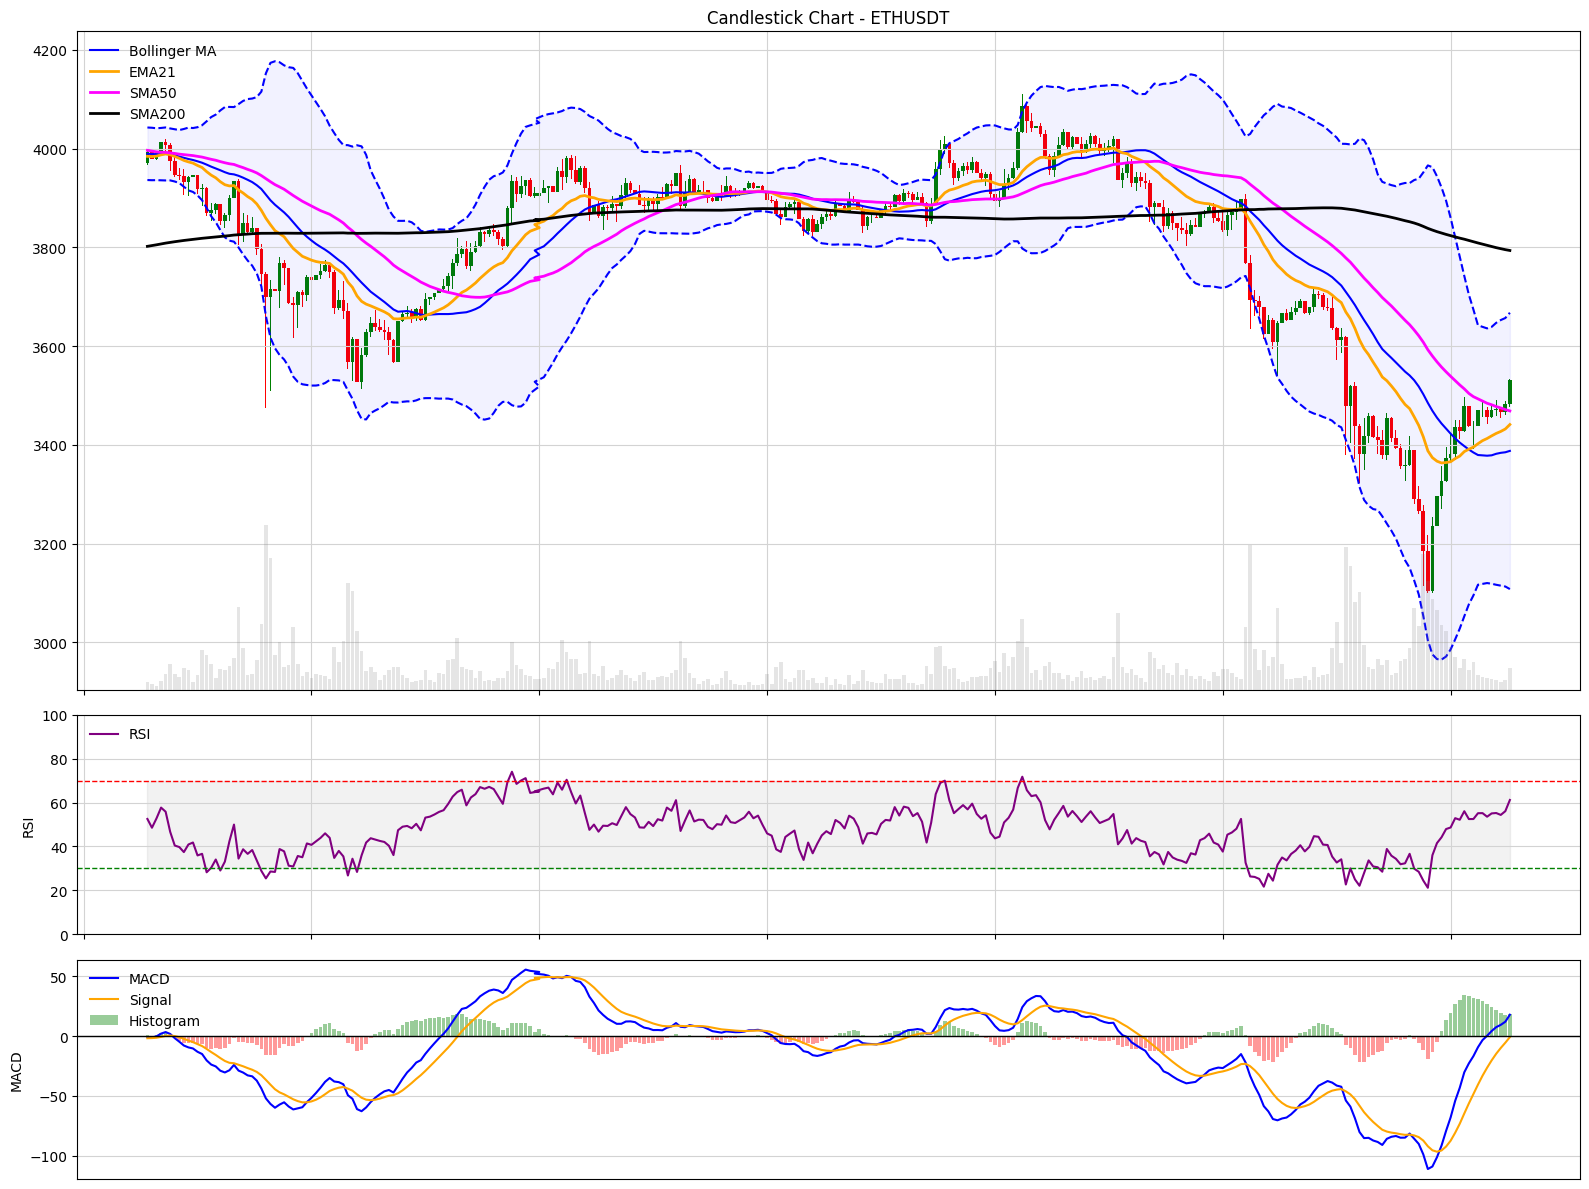 Candlestick Chart - ETHUSDT
Bollinger MA
EMA21
SMA50
SMA200
4200
4000
3800
3600
3400
3200
3000
RSI
100
80
60
40
20
0
RSI
MACD
Signal
Histogram
50
0
−50
−100
MACD